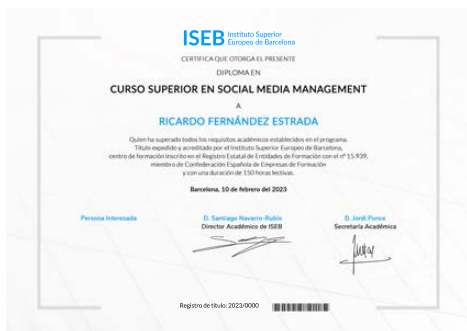 ISEB Instituto Superior
Europeo de Barcelona
CERTIFICA QUE OTORGA EL PRESENTE
DIPLOMA EN
CURSO SUPERIOR EN SOCIAL MEDIA MANAGEMENT
A
RICARDO FERNÁNDEZ ESTRADA
Quien ha superado todos los requisitos académicos establecidos en el programa.
Título expedido y acreditado por el Instituto Superior Europeo de Barcelona,
centro de formación inscrito en el Registro Estatal de Entidades de Formación con el nº 15.939,
miembro de Confederación Española de Empresas de Formación
y con una duración de 150 horas lectivas.
Barcelona, 10 de febrero del 2023
Persona Interesada
D. Santiago Navarro-Rubio
Director Académico de ISEB
D. Jordi Ponce
Secretaría Académica
Registro de título: 2023/0000